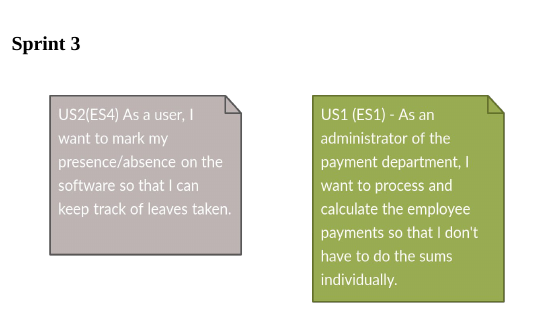 Sprint 3
US2(ES4) As a user, I
want to mark my
presence/absence on the
software so that I can
keep track of leaves taken.
US1 (ES1) - As an
administrator of the
payment department, I
want to process and
calculate the employee
payments so that I don't
have to do the sums
individually.